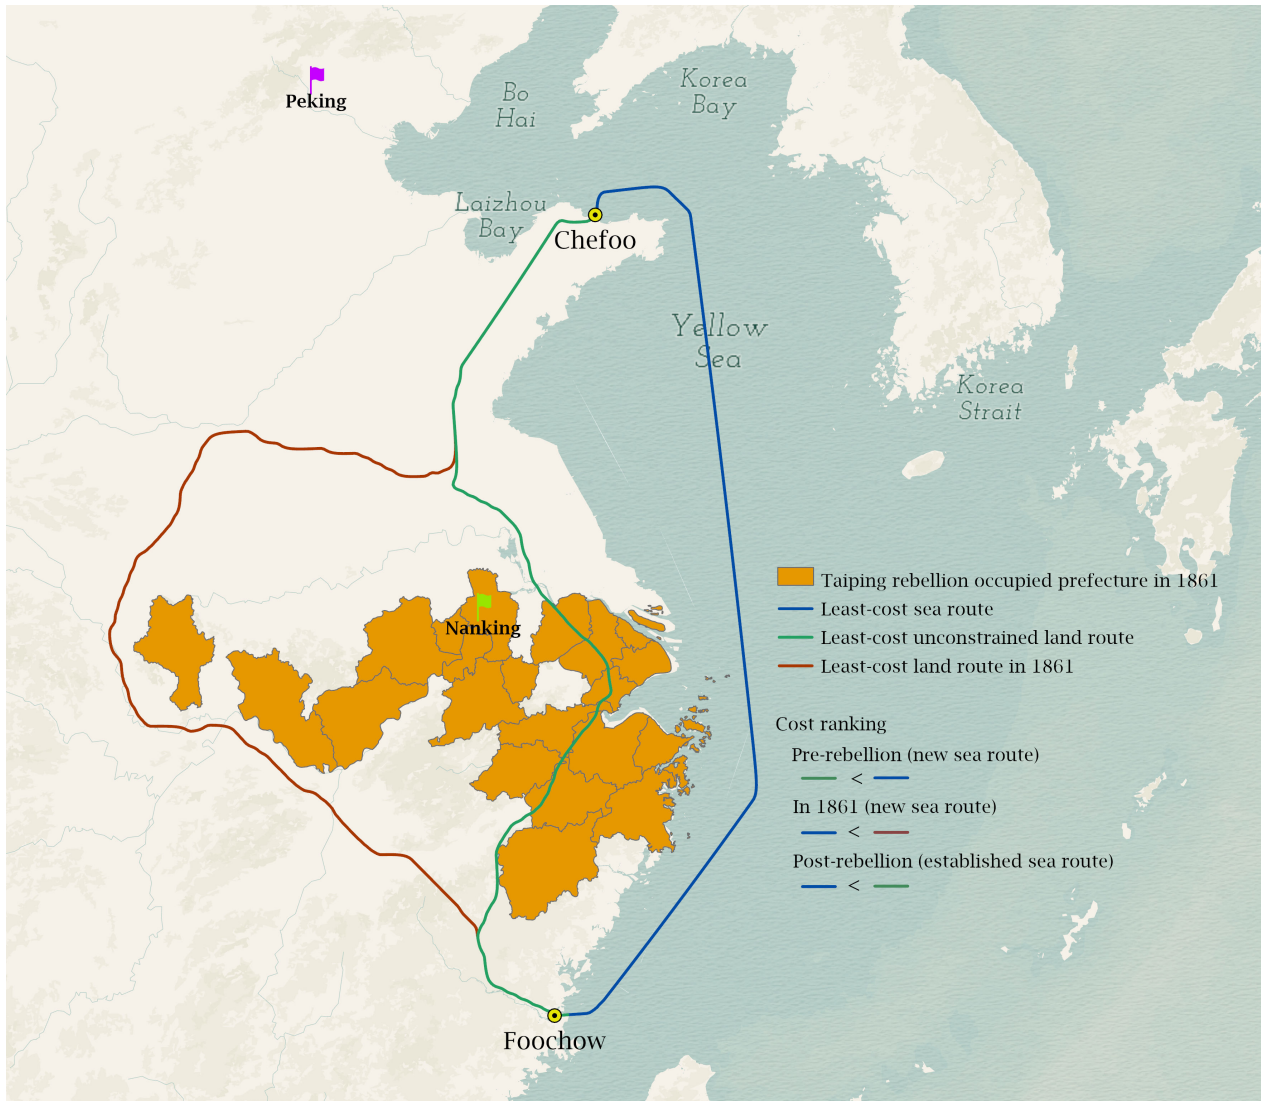 Peking
Bo
Hai
Korea
Bay
Laizhou
Bay
Chefoo
Yellow
Sea
Korea
Strait
Nanking
Taiping rebellion occupied prefecture in 1861
Least-cost sea route
Least-cost unconstrained land route
Least-cost land route in 1861
Cost ranking
Pre-rebellion (new sea route)
<
In 1861 (new sea route)
<
Post-rebellion (established sea route)
<
Foochow